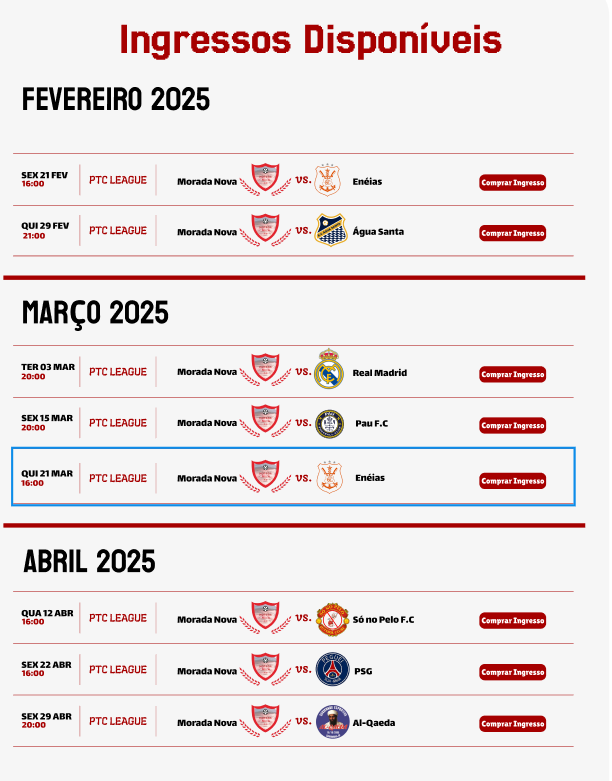 Ingressos Disponíveis
FEVEREIRO 2025
SEX 21 FEV
16:00
PTC LEAGUE
Morada Nova
VS.
Enéias
Comprar Ingresso
QUI 29 FEV
21:00
PTC LEAGUE
Morada Nova
VS.
Água Santa
Comprar Ingresso
MARÇO 2025
TER 03 MAR
20:00
PTC LEAGUE
Morada Nova
VS.
Real Madrid
Comprar Ingresso
SEX 15 MAR
20:00
PTC LEAGUE
Morada Nova
VS.
Pau F.C
Comprar Ingresso
QUI 21 MAR
16:00
PTC LEAGUE
Morada Nova
VS.
Enéias
Comprar Ingresso
ABRIL 2025
QUA 12 ABR
16:00
PTC LEAGUE
Morada Nova
VS.
Só no Pelo F.C
Comprar Ingresso
SEX 22 ABR
16:00
PTC LEAGUE
Morada Nova
VS.
PSG
Comprar Ingresso
SEX 29 ABR
20:00
PTC LEAGUE
Morada Nova
VS.
Al-Qaeda
Comprar Ingresso